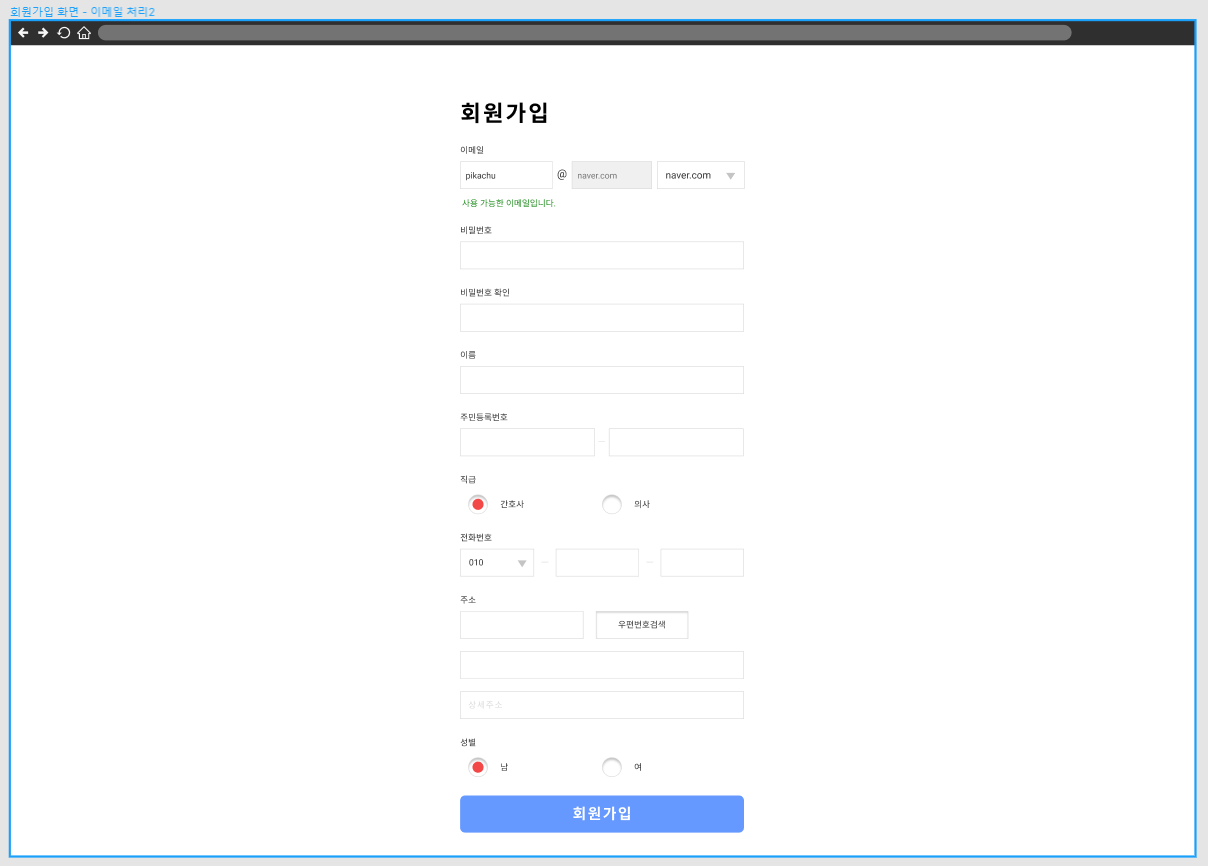 회원가입 화면 - 이메일 처리2
회원가입
이메일
pikachu @ naver.com naver.com
사용 가능한 이메일입니다.
비밀번호
비밀번호 확인
이름
주민등록번호
직급
간호사 의사
전화번호
010
주소
우편번호검색
상세주소
성별
남 여
회원가입